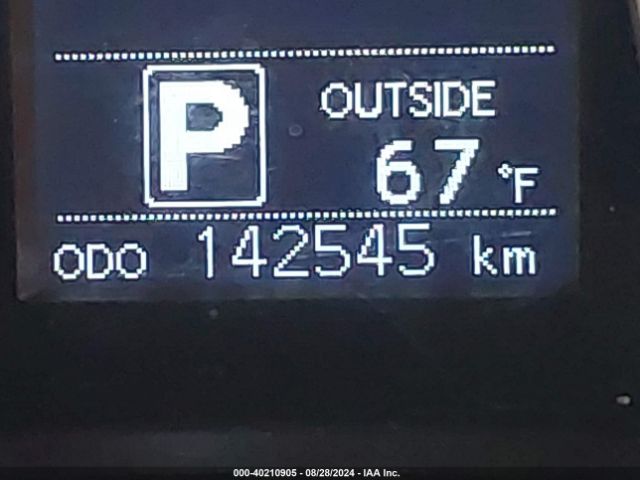 P
OUTSIDE
67 °F
ODO 142545 km
000-40210905 - 08/28/2024 - IAA Inc.